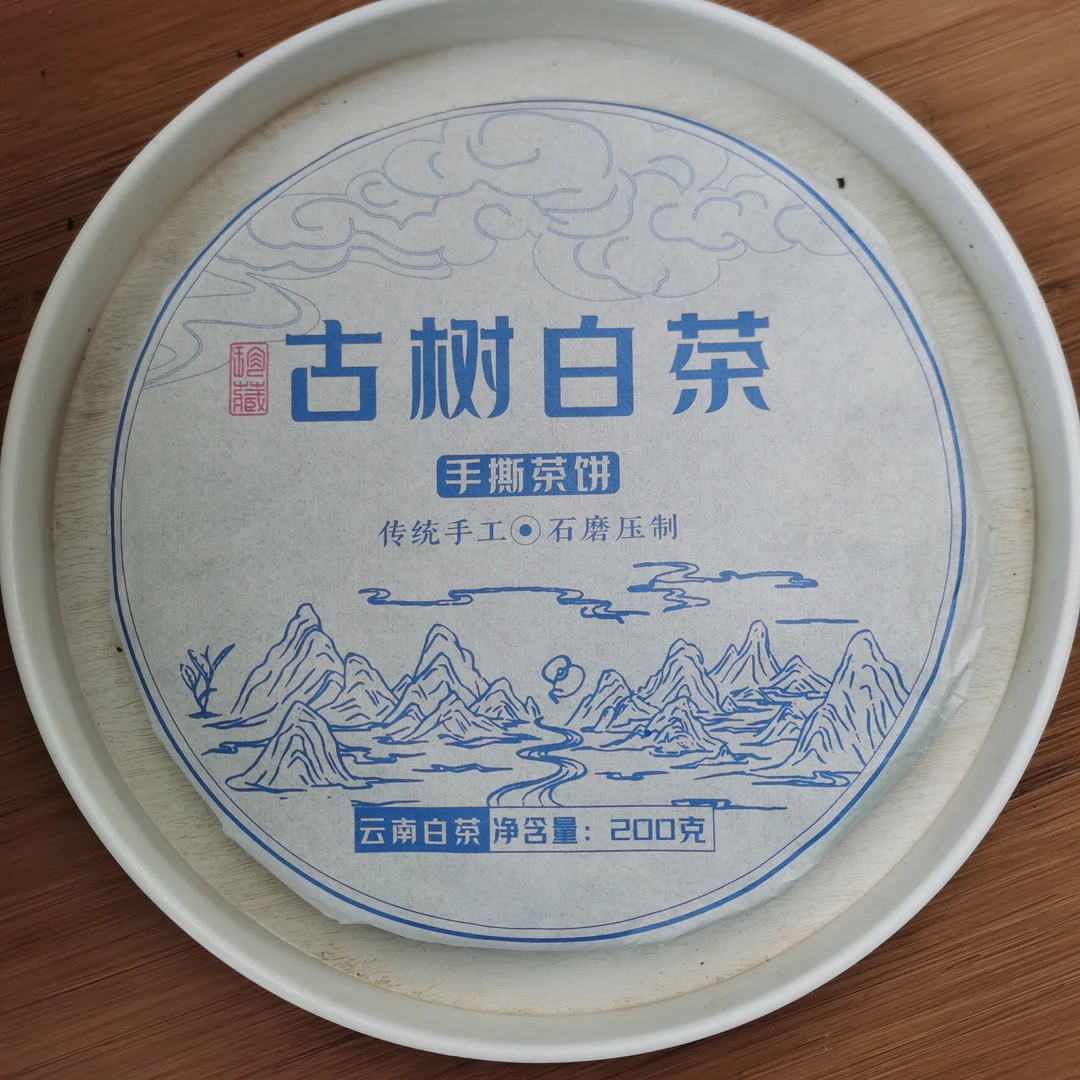 珍藏
古树白茶
手撕茶饼
传统手工⦿石磨压制
云南白茶 净含量：200克